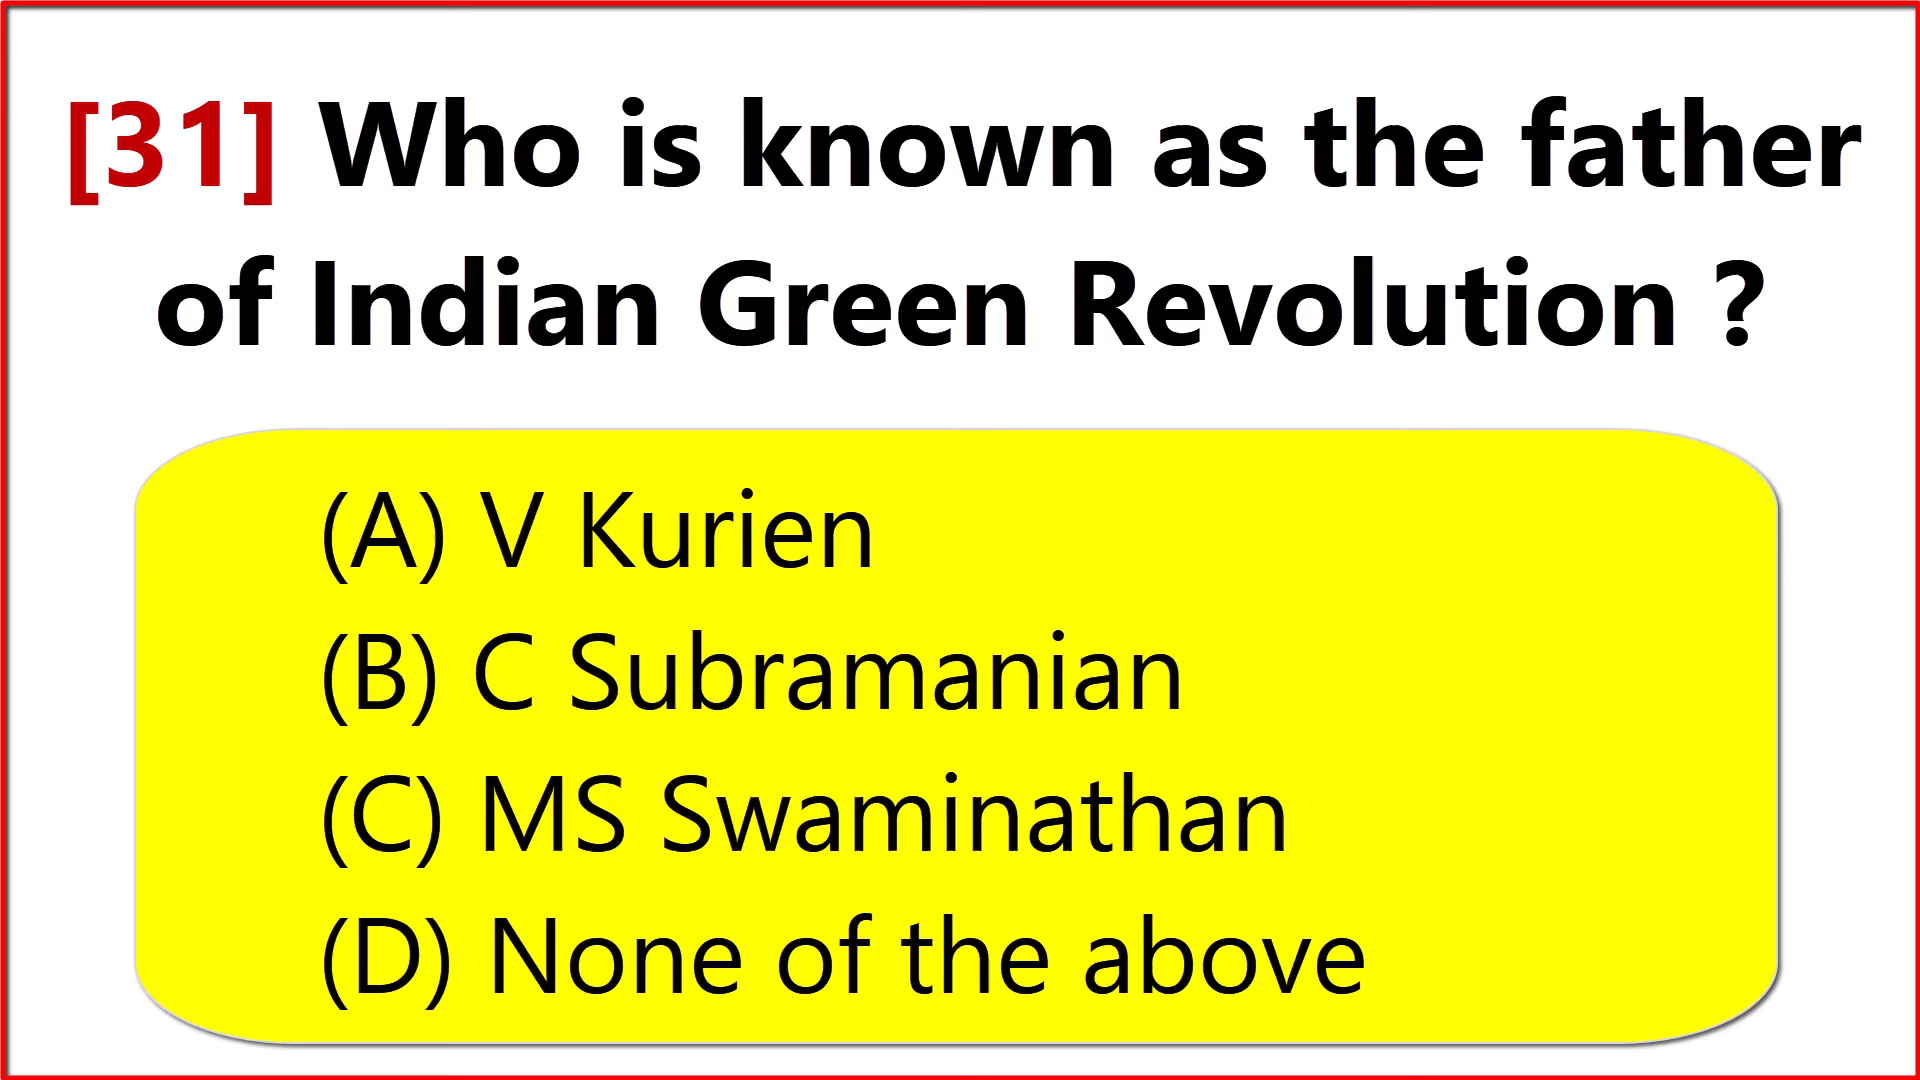 [31] Who is known as the father
of Indian Green Revolution ?
(A) V Kurien
(B) C Subramanian
(C) MS Swaminathan
(D) None of the above